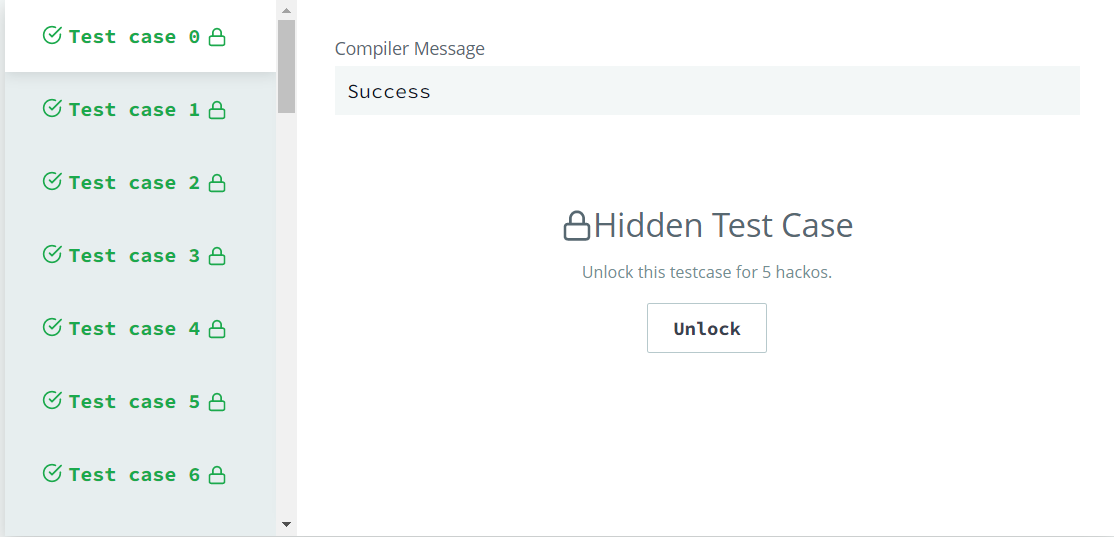 Test case 0
Test case 1
Test case 2
Test case 3
Test case 4
Test case 5
Test case 6
Compiler Message
Success
Hidden Test Case
Unlock this testcase for 5 hackos.
Unlock